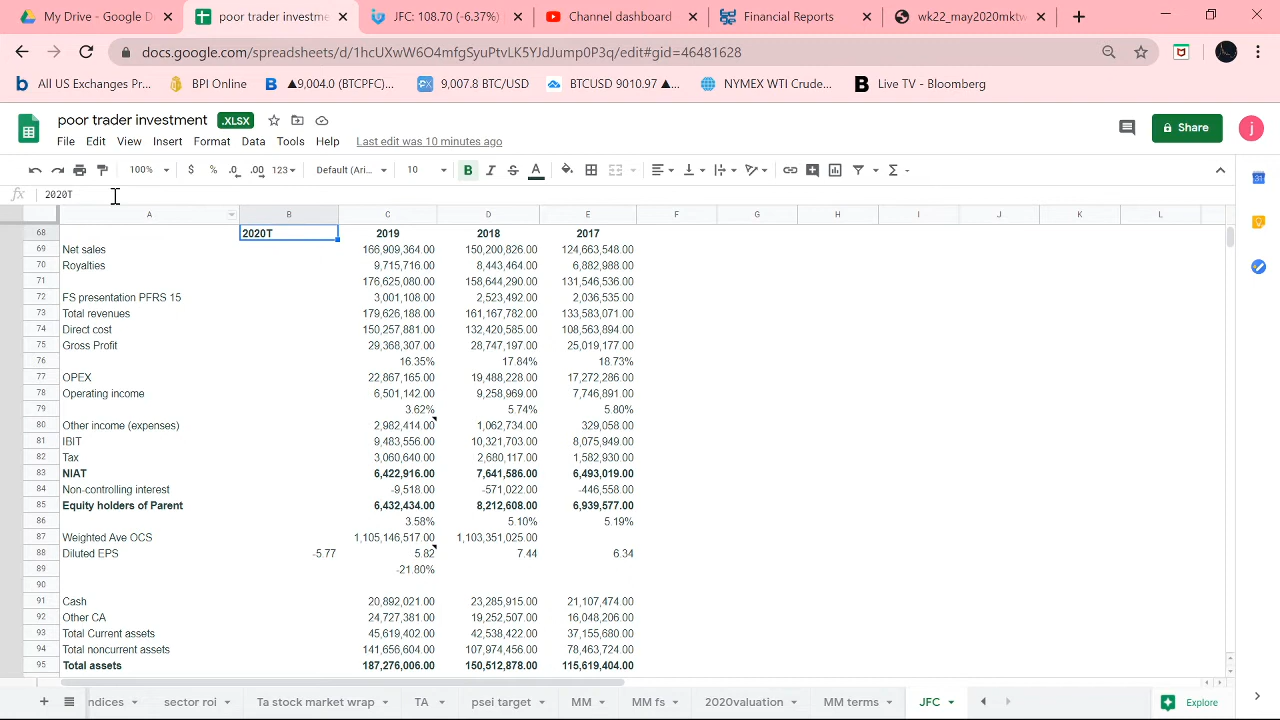 My Drive - Google D
poor trader investm
JFC: 108.70 (-5.37%)
Channel dashboard
Financial Reports
wk22_may2020mktw
docs.google.com/spreadsheets/d/1hcUXwW6O4mfgSyuPtvLK5YJdJump0P3q/edit#gid=46481628
All US Exchanges Pr...
BPI Online
▲9,004.0 (BTCPFC)...
9,007.8 BTC/USD
BTCUSD 9010.97 ▲...
NYMEX WTI Crude...
Live TV - Bloomberg
poor trader investment .XLSX
File Edit View Insert Format Data Tools Help Last edit was 10 minutes ago
Share
j
100% $ % .0 .00 123 Default (Ari... 10 B I S A
fx 2020T
A B C D E F G H I J K L
68 2020T 2019 2018 2017
69 Net sales 166,909,364.00 150,200,826.00 124,663,548.00
70 Royalties 9,715,716.00 8,443,464.00 6,882,988.00
71 176,625,080.00 158,644,290.00 131,546,536.00
72 FS presentation PFRS 15 3,001,108.00 2,523,492.00 2,036,535.00
73 Total revenues 179,626,188.00 161,167,782.00 133,583,071.00
74 Direct cost 150,257,881.00 132,420,585.00 108,563,894.00
75 Gross Profit 29,368,307.00 28,747,197.00 25,019,177.00
76 16.35% 17.84% 18.73%
77 OPEX 22,867,165.00 19,488,228.00 17,272,286.00
78 Operating income 6,501,142.00 9,258,969.00 7,746,891.00
79 3.62% 5.74% 5.80%
80 Other income (expenses) 2,982,414.00 1,062,734.00 329,058.00
81 IBIT 9,483,556.00 10,321,703.00 8,075,949.00
82 Tax 3,060,640.00 2,680,117.00 1,582,930.00
83 NIAT 6,422,916.00 7,641,586.00 6,493,019.00
84 Non-controlling interest -9,518.00 -571,022.00 -446,558.00
85 Equity holders of Parent 6,432,434.00 8,212,608.00 6,939,577.00
86 3.58% 5.10% 5.19%
87 Weighted Ave OCS 1,105,146,517.00 1,103,351,025.00
88 Diluted EPS -5.77 5.82 7.44 6.34
89 -21.80%
90
91 Cash 20,892,021.00 23,285,915.00 21,107,474.00
92 Other CA 24,727,381.00 19,252,507.00 16,048,206.00
93 Total Current assets 45,619,402.00 42,538,422.00 37,155,680.00
94 Total noncurrent assets 141,656,604.00 107,974,456.00 78,463,724.00
95 Total assets 187,276,006.00 150,512,878.00 115,619,404.00
ndices sector roi Ta stock market wrap TA psei target MM MM fs 2020valuation MM terms JFC Explore